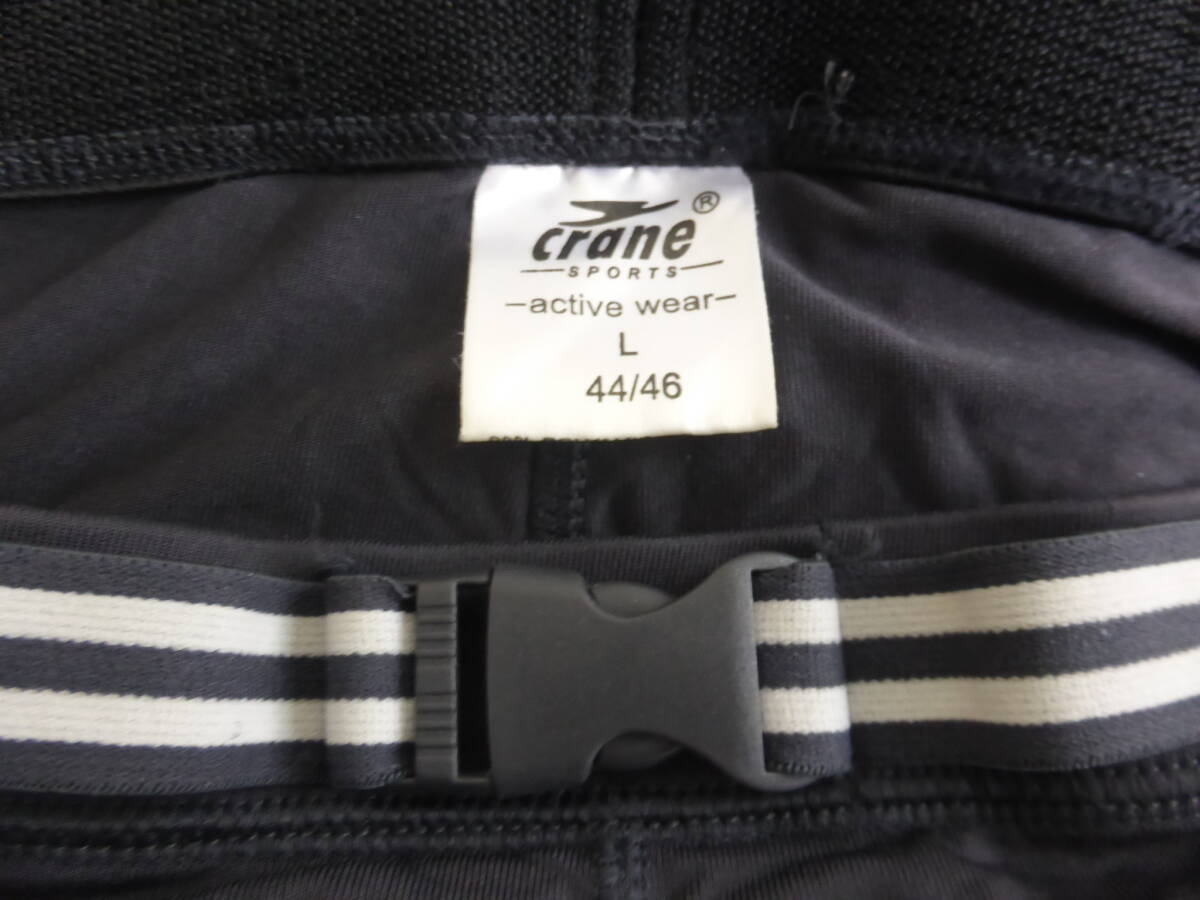 crane®
SPORTS
-active wear-
L
44/46